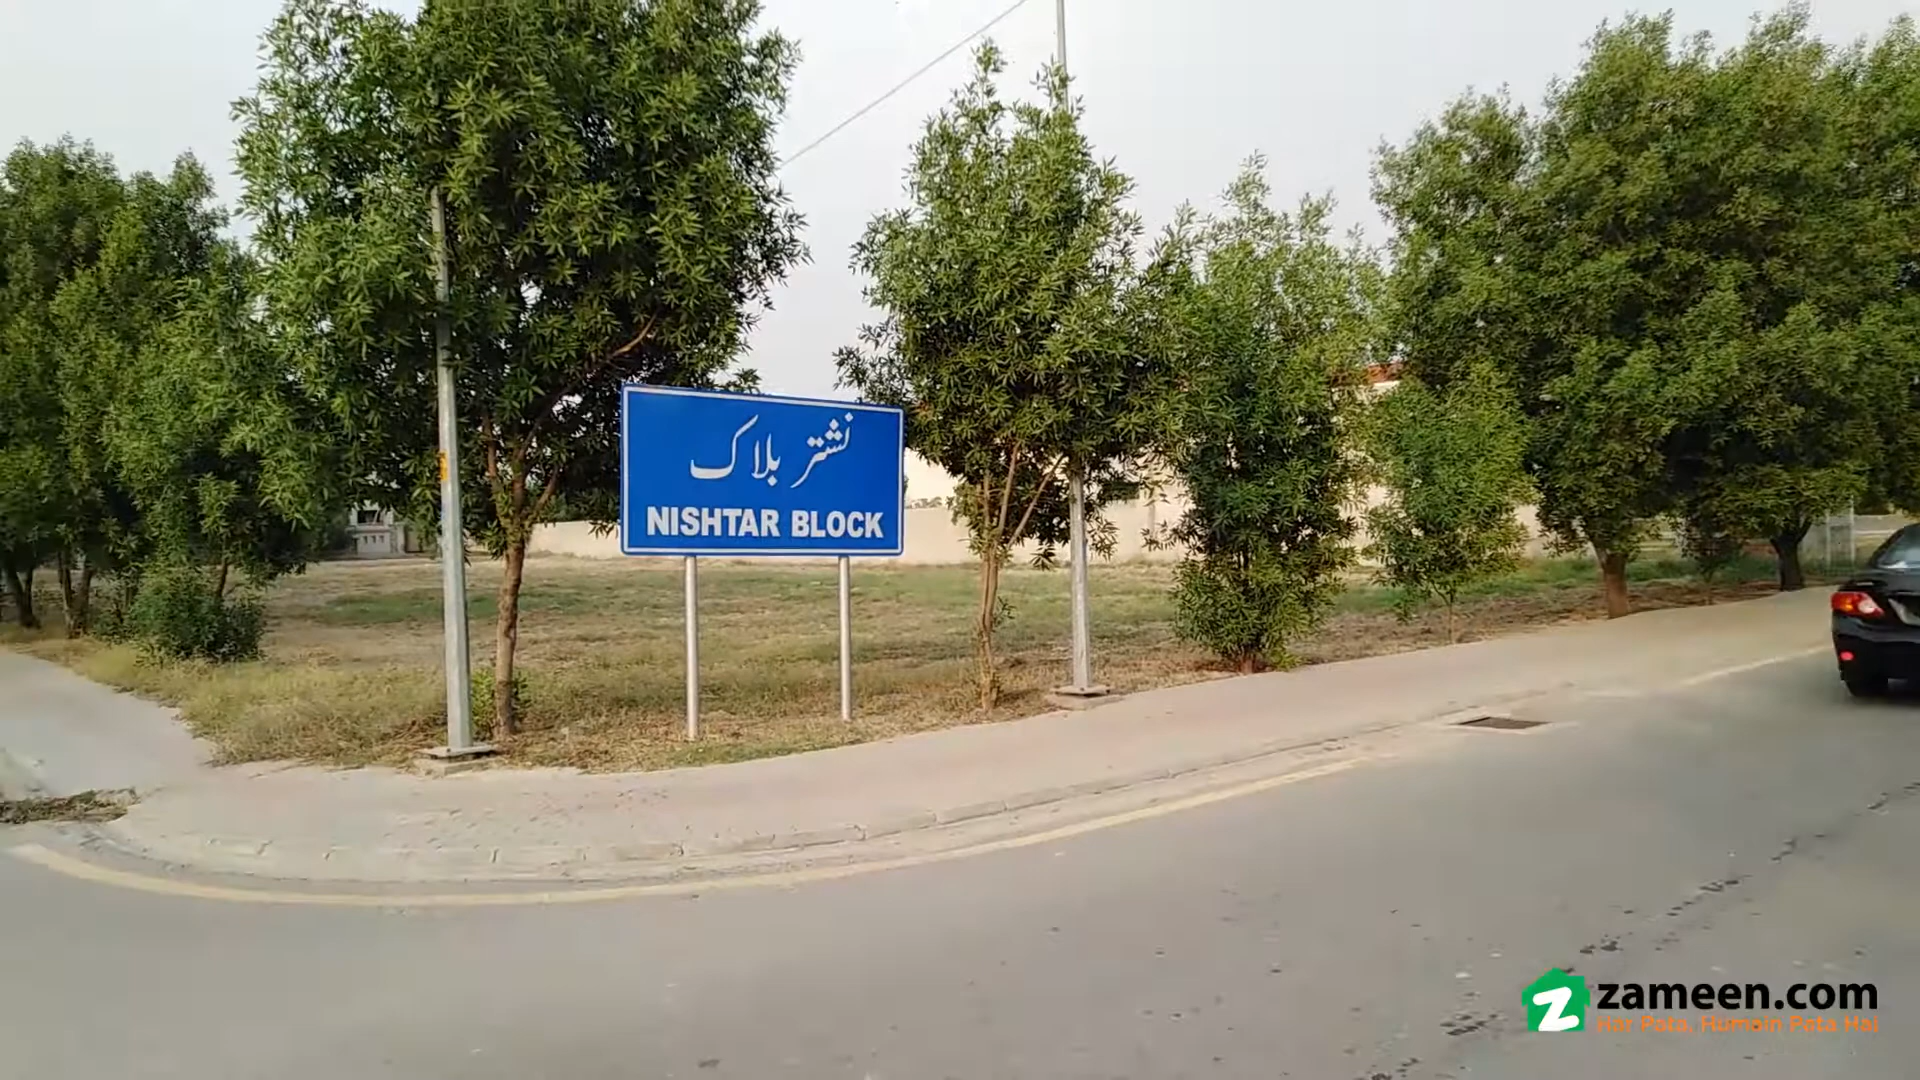 نشتر بلاک
NISHTAR BLOCK
zameen.com
Har Pata, Humain Pata Hai